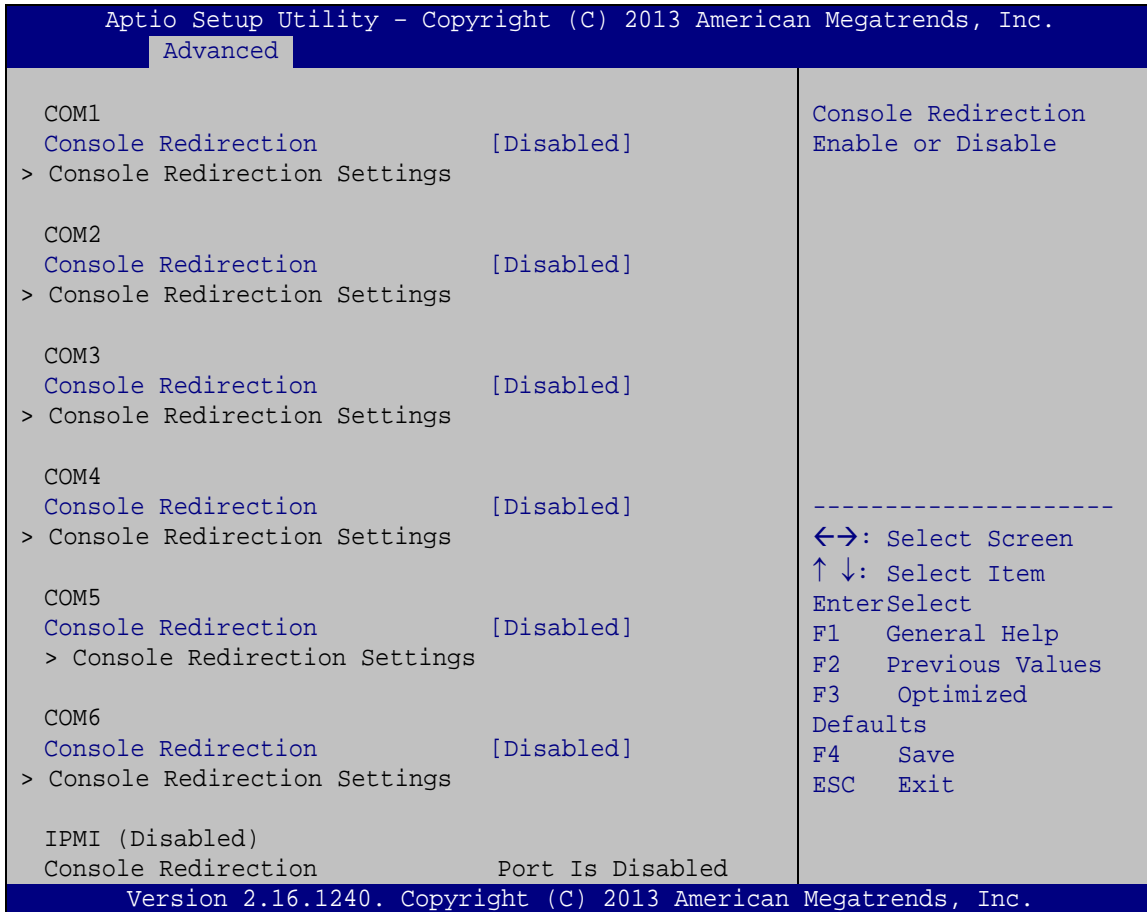 Aptio Setup Utility – Copyright (C) 2013 American Megatrends, Inc.
Advanced
COM1
Console Redirection [Disabled]
> Console Redirection Settings
COM2
Console Redirection [Disabled]
> Console Redirection Settings
COM3
Console Redirection [Disabled]
> Console Redirection Settings
COM4
Console Redirection [Disabled]
> Console Redirection Settings
COM5
Console Redirection [Disabled]
> Console Redirection Settings
COM6
Console Redirection [Disabled]
> Console Redirection Settings
IPMI (Disabled)
Console Redirection Port Is Disabled
Console Redirection
Enable or Disable
---------------------
←→: Select Screen
↑ ↓: Select Item
EnterSelect
F1 General Help
F2 Previous Values
F3 Optimized
Defaults
F4 Save
ESC Exit
Version 2.16.1240. Copyright (C) 2013 American Megatrends, Inc.